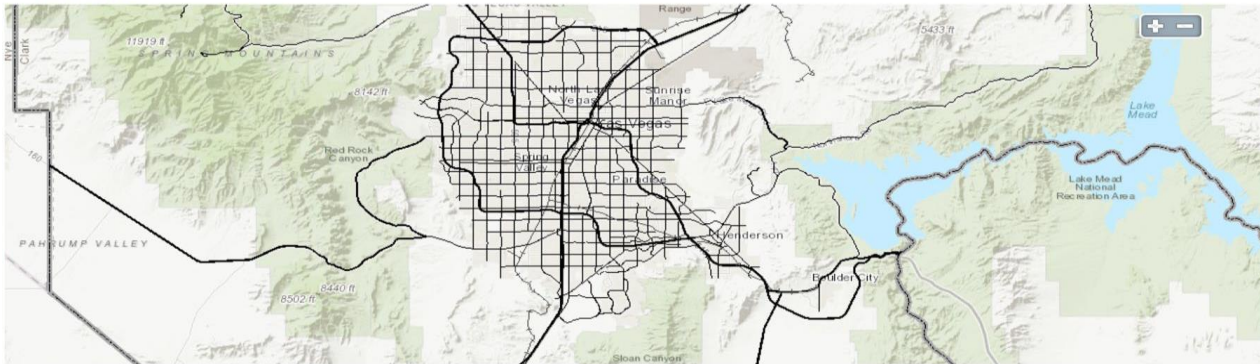 Range
Nye
Clark
11919 ft
SPRING MOUNTAINS
5433 ft
8142 ft
North Las
Vegas
Sunrise
Manor
Las Vegas
Lake
Mead
Red Rock
Canyon
160
Spring
Valley
Paradise
Lake Mead
National
Recreation Area
PAHRUMP VALLEY
Henderson
Boulder City
8440 ft
8502 ft
Sloan Canyon